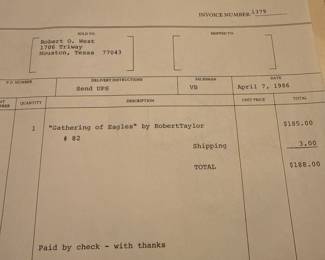 INVOICE NUMBER 1379
SOLD TO
SHIPPED TO
Robert O. West
1706 Triway
Houston, Texas 77043
P.O. NUMBER DELIVERY INSTRUCTIONS PACKMAN DATE
Send UPS VB April 7, 1986
QUANTITY DESCRIPTION UNIT PRICE TOTAL
1 "Gathering of Eagles" by RobertTaylor $185.00
# 82
Shipping 3.00
TOTAL $188.00
Paid by check - with thanks